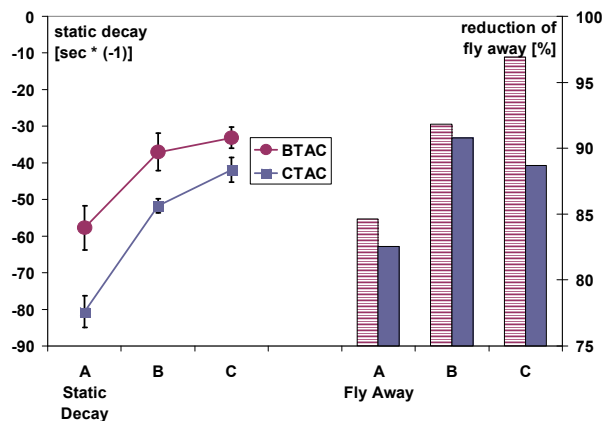 static decay
[sec * (-1)]
reduction of
fly away [%]
-0
-10
-20
-30
-40
-50
-60
-70
-80
-90
100
95
90
85
80
75
BTAC
CTAC
A B C A B C
Static
Decay
Fly Away